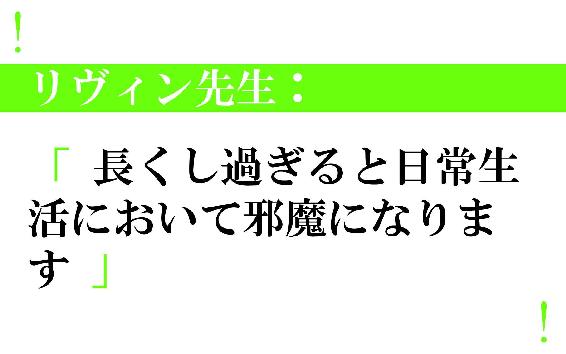 !
リヴィン先生：
「 長くし過ぎると日常生
活において邪魔になりま
す 」
!